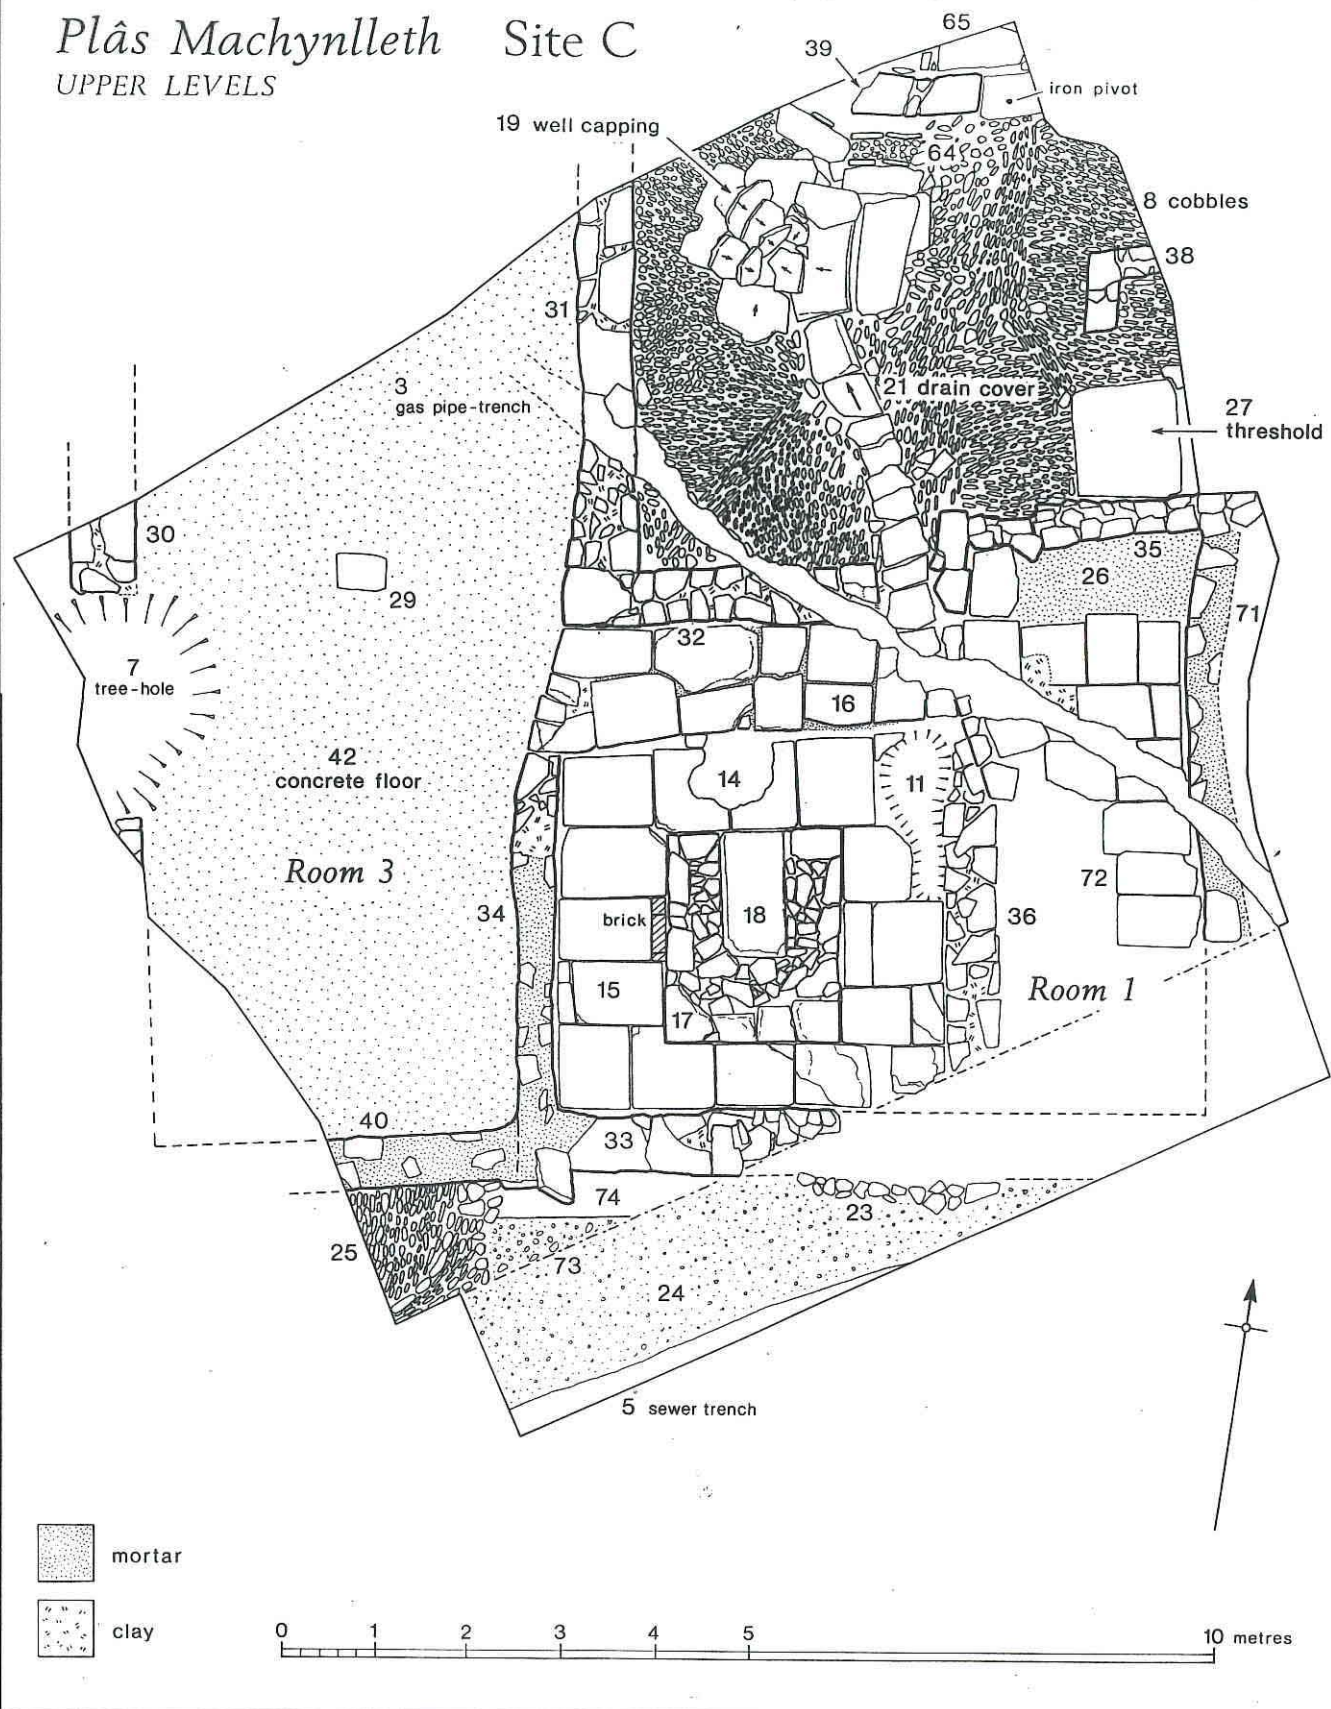 Plâs Machynlleth Site C
UPPER LEVELS
65
39
iron pivot
19 well capping
64
8 cobbles
38
31
3
gas pipe-trench
21 drain cover
27
threshold
30
35
29
26
71
32
7
tree-hole
16
42
concrete floor
14
11
Room 3
72
34
brick
18
36
15
Room 1
17
40
33
74
23
25
73
24
5 sewer trench
mortar
clay
0 1 2 3 4 5 10 metres